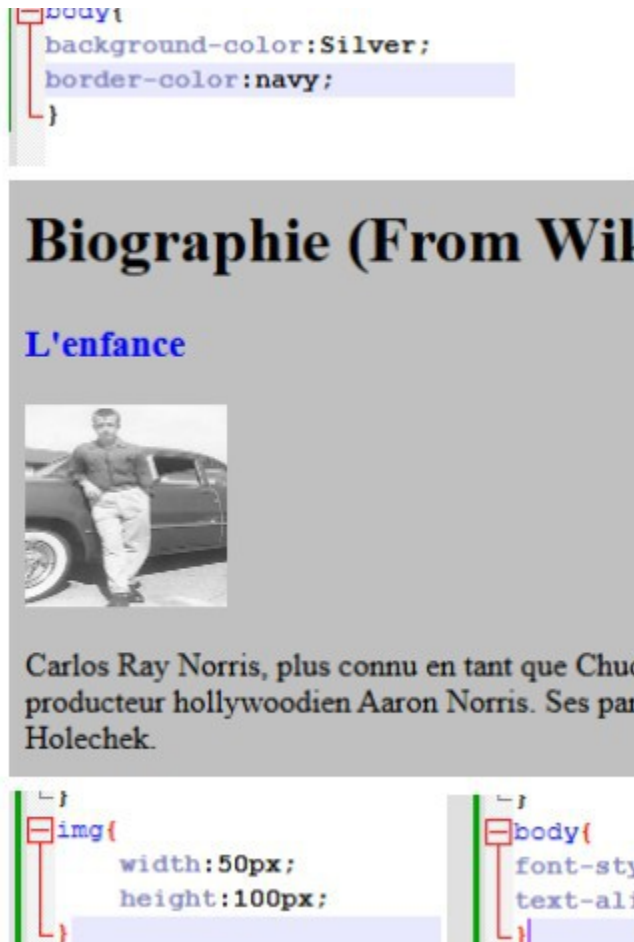 body{
background-color:Silver;
border-color:navy;
}
Biographie (From Wik
L'enfance
Carlos Ray Norris, plus connu en tant que Chuc
producteur hollywoodien Aaron Norris. Ses par
Holechek.
}
img{
width:50px;
height:100px;
}
}
body{
font-sty
text-ali
}